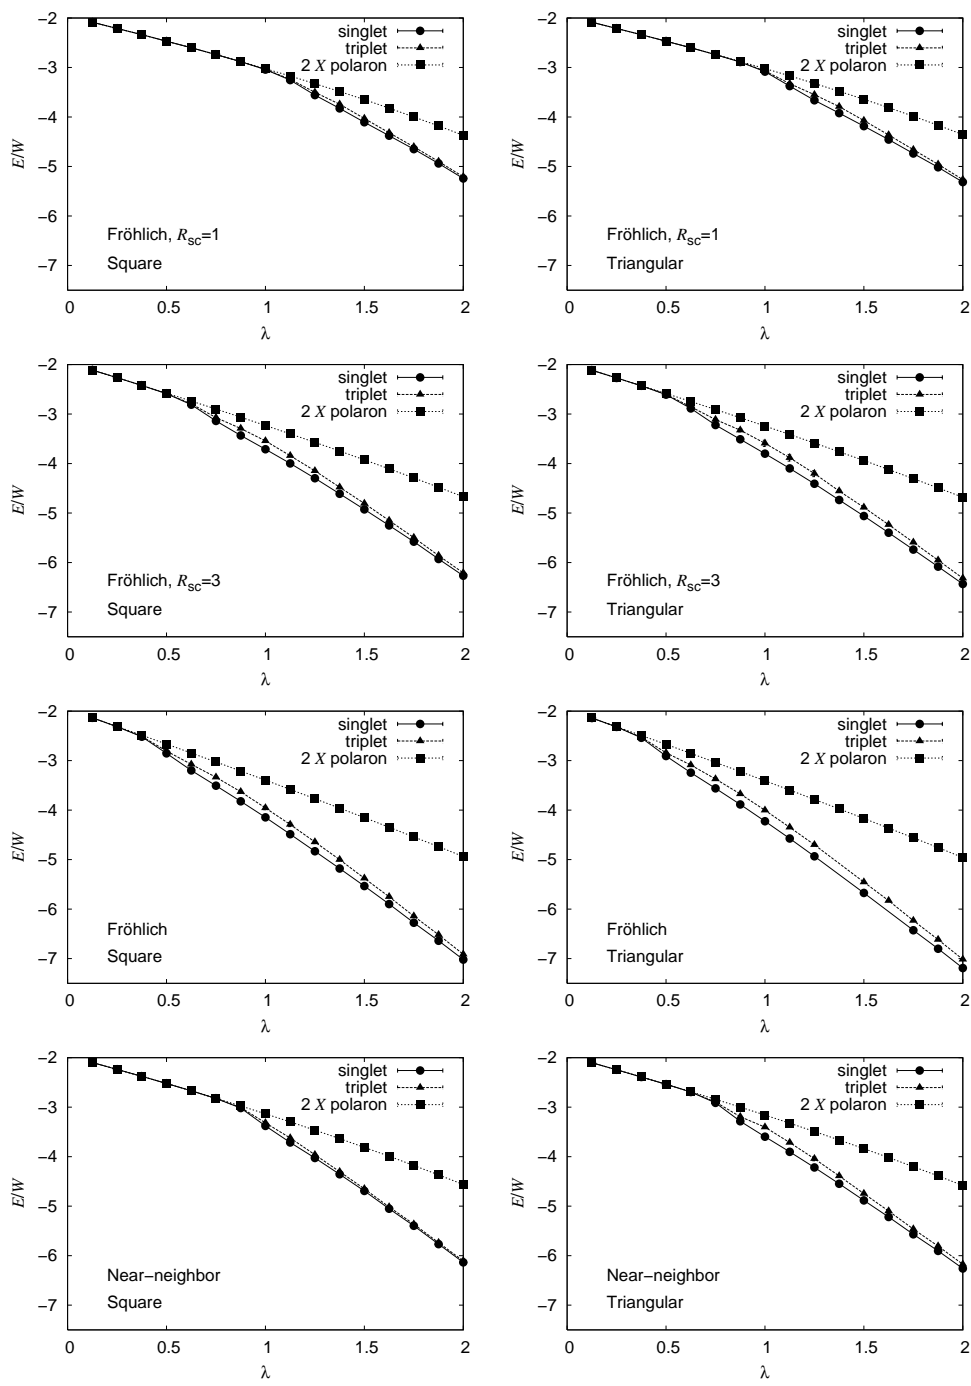 −2
−3
−4
−5
−6
−7
E/W
singlet
triplet
2 X polaron
Fröhlich, Rsc=1
Square
0
0.5
1
1.5
2
λ
−2
−3
−4
−5
−6
−7
E/W
singlet
triplet
2 X polaron
Fröhlich, Rsc=1
Triangular
0
0.5
1
1.5
2
λ
−2
−3
−4
−5
−6
−7
E/W
singlet
triplet
2 X polaron
Fröhlich, Rsc=3
Square
0
0.5
1
1.5
2
λ
−2
−3
−4
−5
−6
−7
E/W
singlet
triplet
2 X polaron
Fröhlich, Rsc=3
Triangular
0
0.5
1
1.5
2
λ
−2
−3
−4
−5
−6
−7
E/W
singlet
triplet
2 X polaron
Fröhlich
Square
0
0.5
1
1.5
2
λ
−2
−3
−4
−5
−6
−7
E/W
singlet
triplet
2 X polaron
Fröhlich
Triangular
0
0.5
1
1.5
2
λ
−2
−3
−4
−5
−6
−7
E/W
singlet
triplet
2 X polaron
Near−neighbor
Square
0
0.5
1
1.5
2
λ
−2
−3
−4
−5
−6
−7
E/W
singlet
triplet
2 X polaron
Near−neighbor
Triangular
0
0.5
1
1.5
2
λ